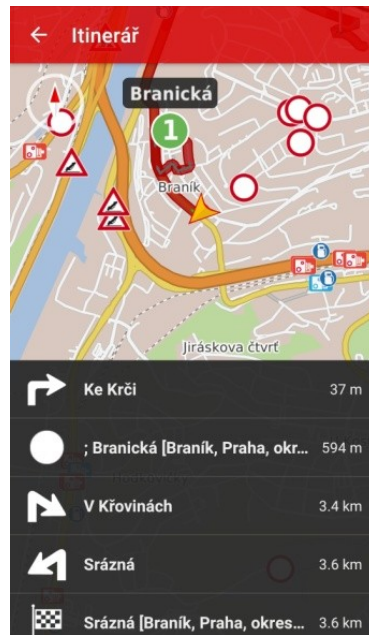 ← Itinerář
Branická
1
Braník
Jiráskova čtvrť
Ke Krči 37 m
; Branická [Braník, Praha, okr... 594 m
Hodkovičky
V Křovinách 3.4 km
Srázná 3.6 km
Srázná [Braník, Praha, okres... 3.6 km